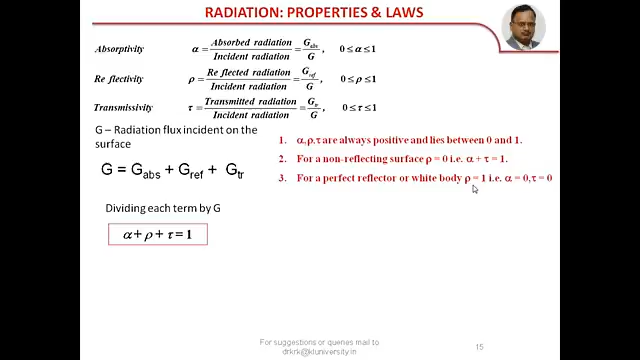 RADIATION: PROPERTIES & LAWS
Absorptivity α = Absorbed radiation / Incident radiation = G_abs / G, 0 ≤ α ≤ 1
Re flectivity ρ = Re flected radiation / Incident radiation = G_ref / G, 0 ≤ ρ ≤ 1
Transmissivity τ = Transmitted radiation / Incident radiation = G_tr / G, 0 ≤ τ ≤ 1
G – Radiation flux incident on the
surface
G = G_abs + G_ref + G_tr
Dividing each term by G
α + ρ + τ = 1
1. α,ρ,τ are always positive and lies between 0 and 1.
2. For a non-reflecting surface ρ = 0 i.e. α + τ = 1.
3. For a perfect reflector or white body ρ = 1 i.e. α = 0,τ = 0
For suggestions or queries mail to
drkrk@kluniversity.in
15